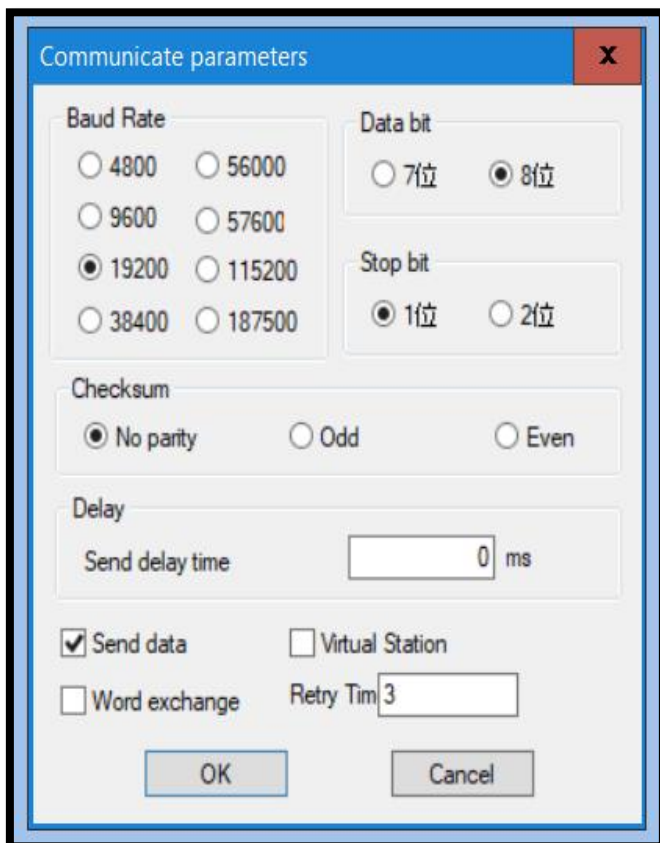 Communicate parameters
X
Baud Rate
4800 56000
9600 57600
19200 115200
38400 187500
Data bit
7位 8位
Stop bit
1位 2位
Checksum
No parity Odd Even
Delay
Send delay time 0 ms
Send data Virtual Station
Word exchange Retry Tim 3
OK Cancel